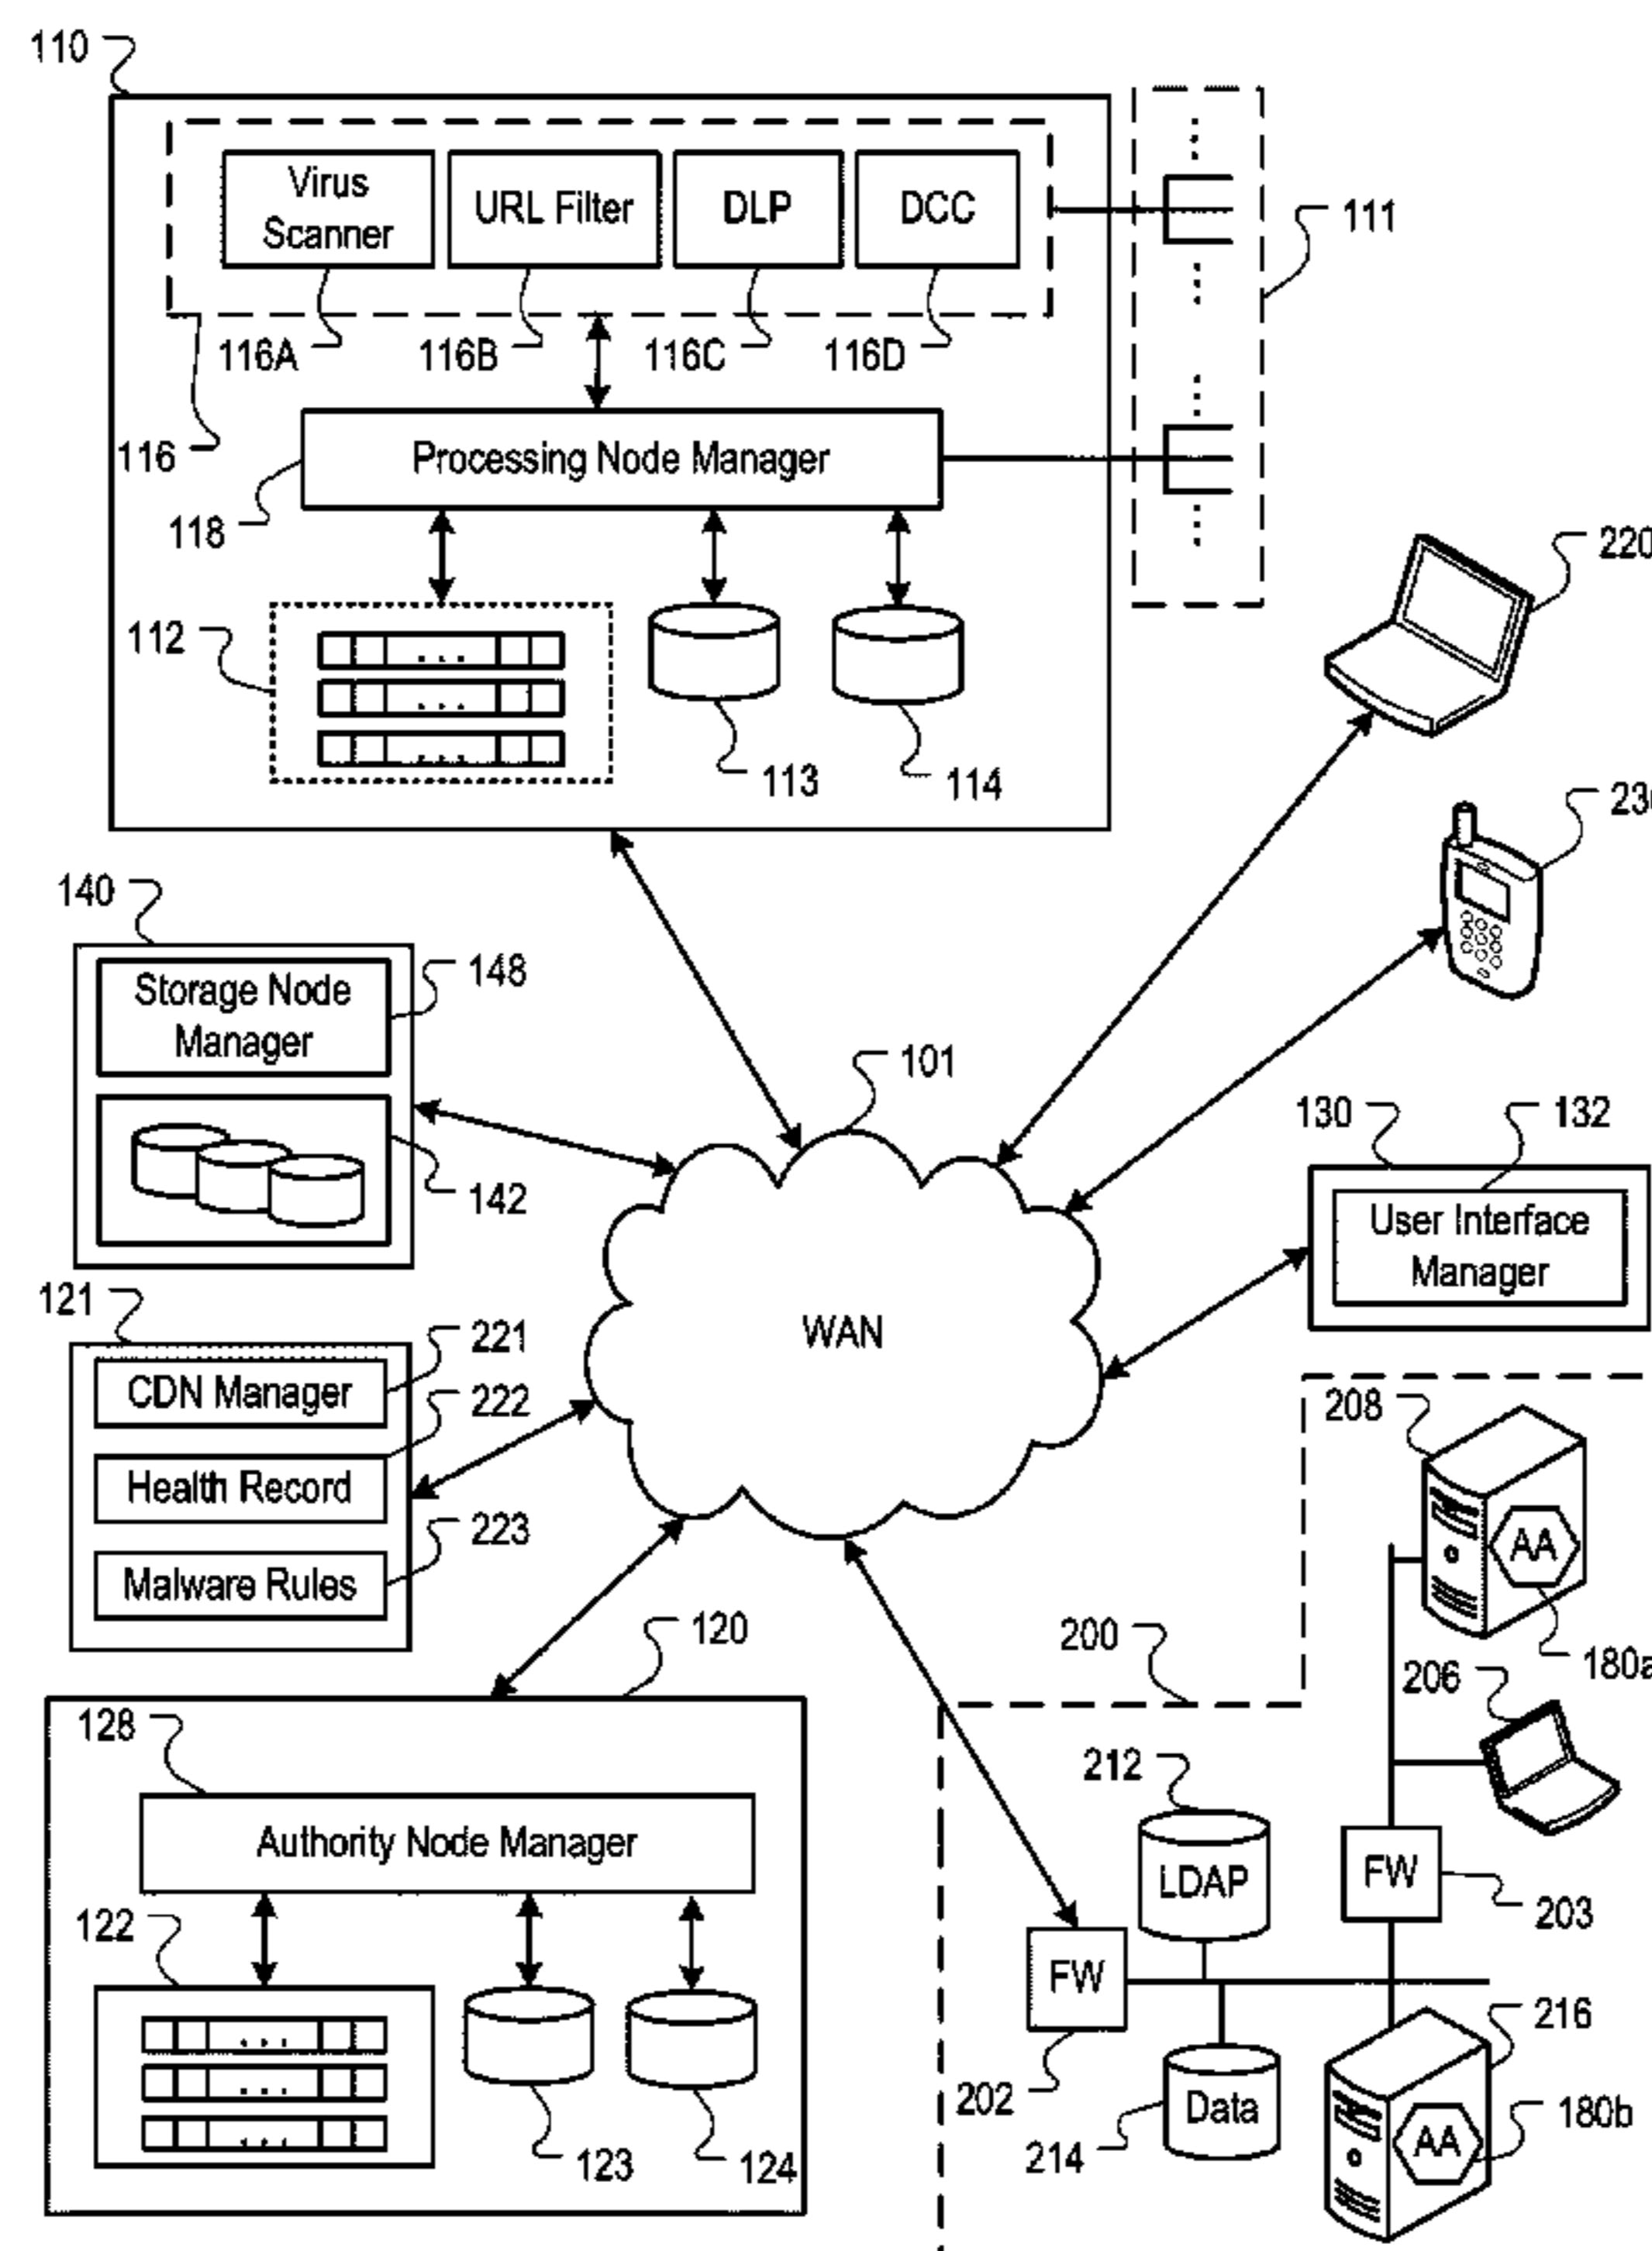 110
Virus
Scanner
URL Filter
DLP
DCC
111
116A
116B
116C
116D
116
Processing Node Manager
118
220
112
113
114
140
148
Storage Node
Manager
101
130
132
142
User Interface
Manager
121
221
WAN
CDN Manager
222
208
Health Record
223
AA
Malware Rules
120
200
180a
206
128
212
Authority Node Manager
LDAP
FW
203
122
FW
216
202
Data
180b
AA
214
123
124